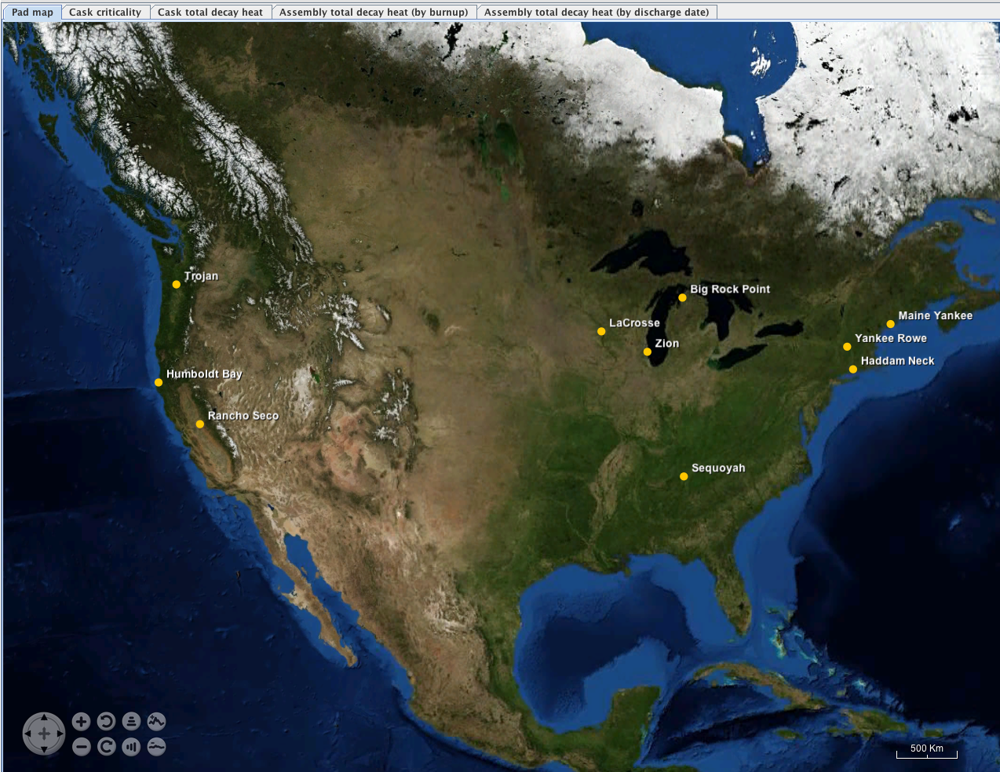 Pad map
Cask criticality
Cask total decay heat
Assembly total decay heat (by burnup)
Assembly total decay heat (by discharge date)
Trojan
Big Rock Point
Maine Yankee
LaCrosse
Yankee Rowe
Zion
Haddam Neck
Humboldt Bay
Rancho Seco
Sequoyah
500 Km